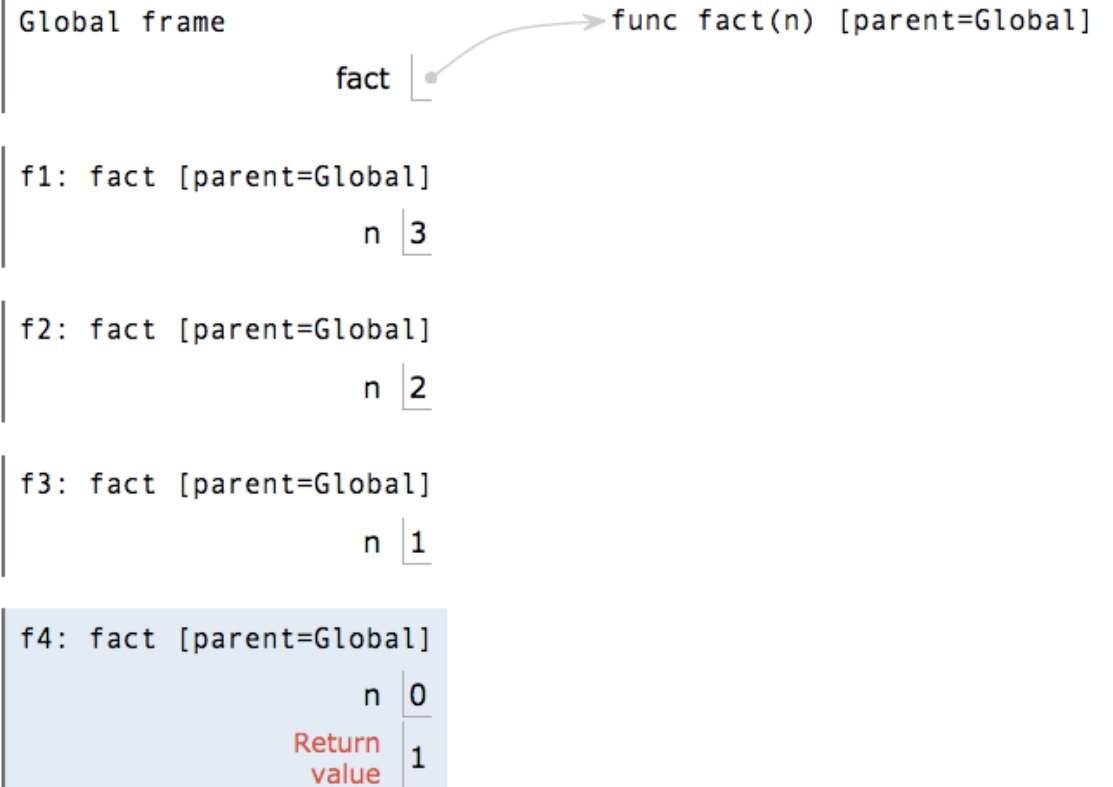 Global frame
func fact(n) [parent=Global]
fact
f1: fact [parent=Global]
n 3
f2: fact [parent=Global]
n 2
f3: fact [parent=Global]
n 1
f4: fact [parent=Global]
n 0
Return
value 1